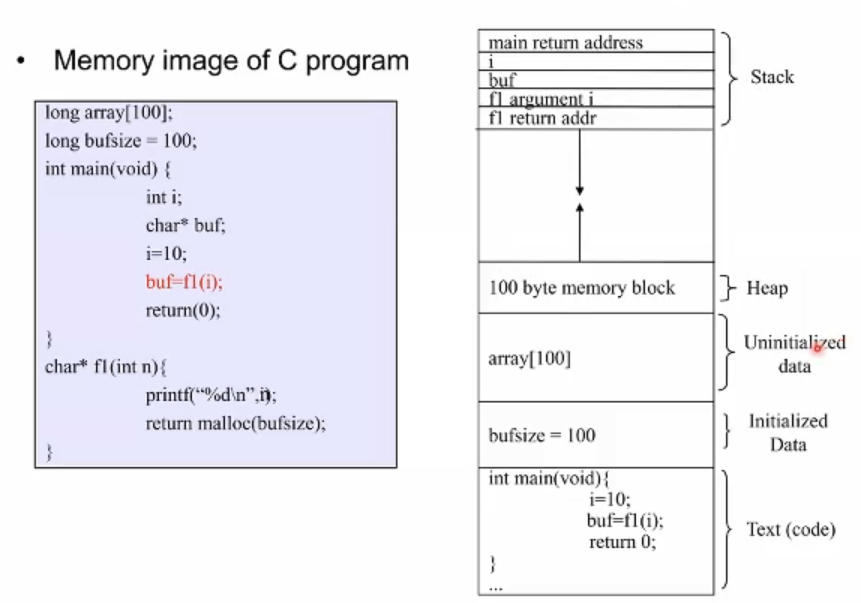 • Memory image of C program
long array[100];
long bufsize = 100;
int main(void) {
int i;
char* buf;
i=10;
buf=f1(i);
return(0);
}
char* f1(int n){
printf(“%d\n”,i);
return malloc(bufsize);
}
main return address
i
buf
f1 argument i
f1 return addr
Stack
100 byte memory block
Heap
array[100]
Uninitialized
data
bufsize = 100
Initialized
Data
int main(void){
i=10;
buf=f1(i);
return 0;
}
...
Text (code)